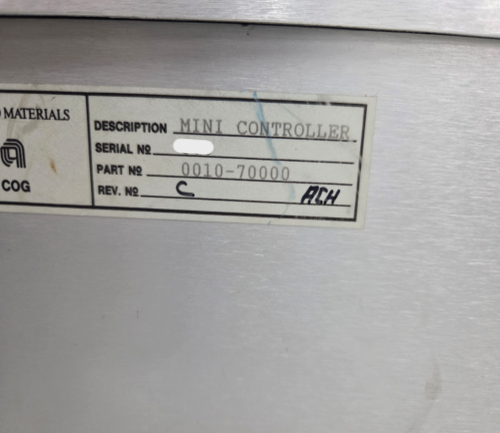 MATERIALS
COG
DESCRIPTION MINI CONTROLLER
SERIAL Nº
PART Nº 0010-70000
REV. Nº C ACH